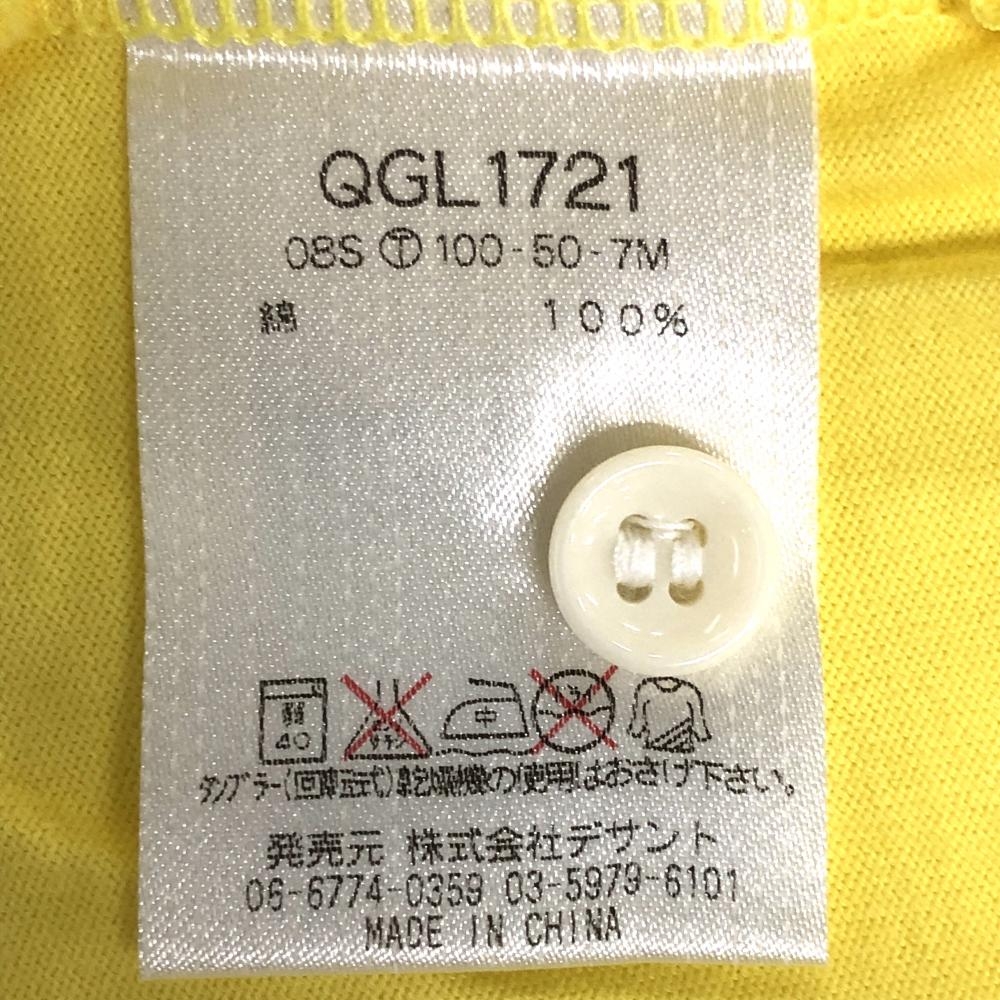 QGL1721
08S Ⓣ 100-50-7M
綿 100%
弱 40 中
タンブラー(回転式)乾燥機の使用はおさけ下さい。
発売元 株式会社デサント
06-6774-0359 03-5979-6101
MADE IN CHINA